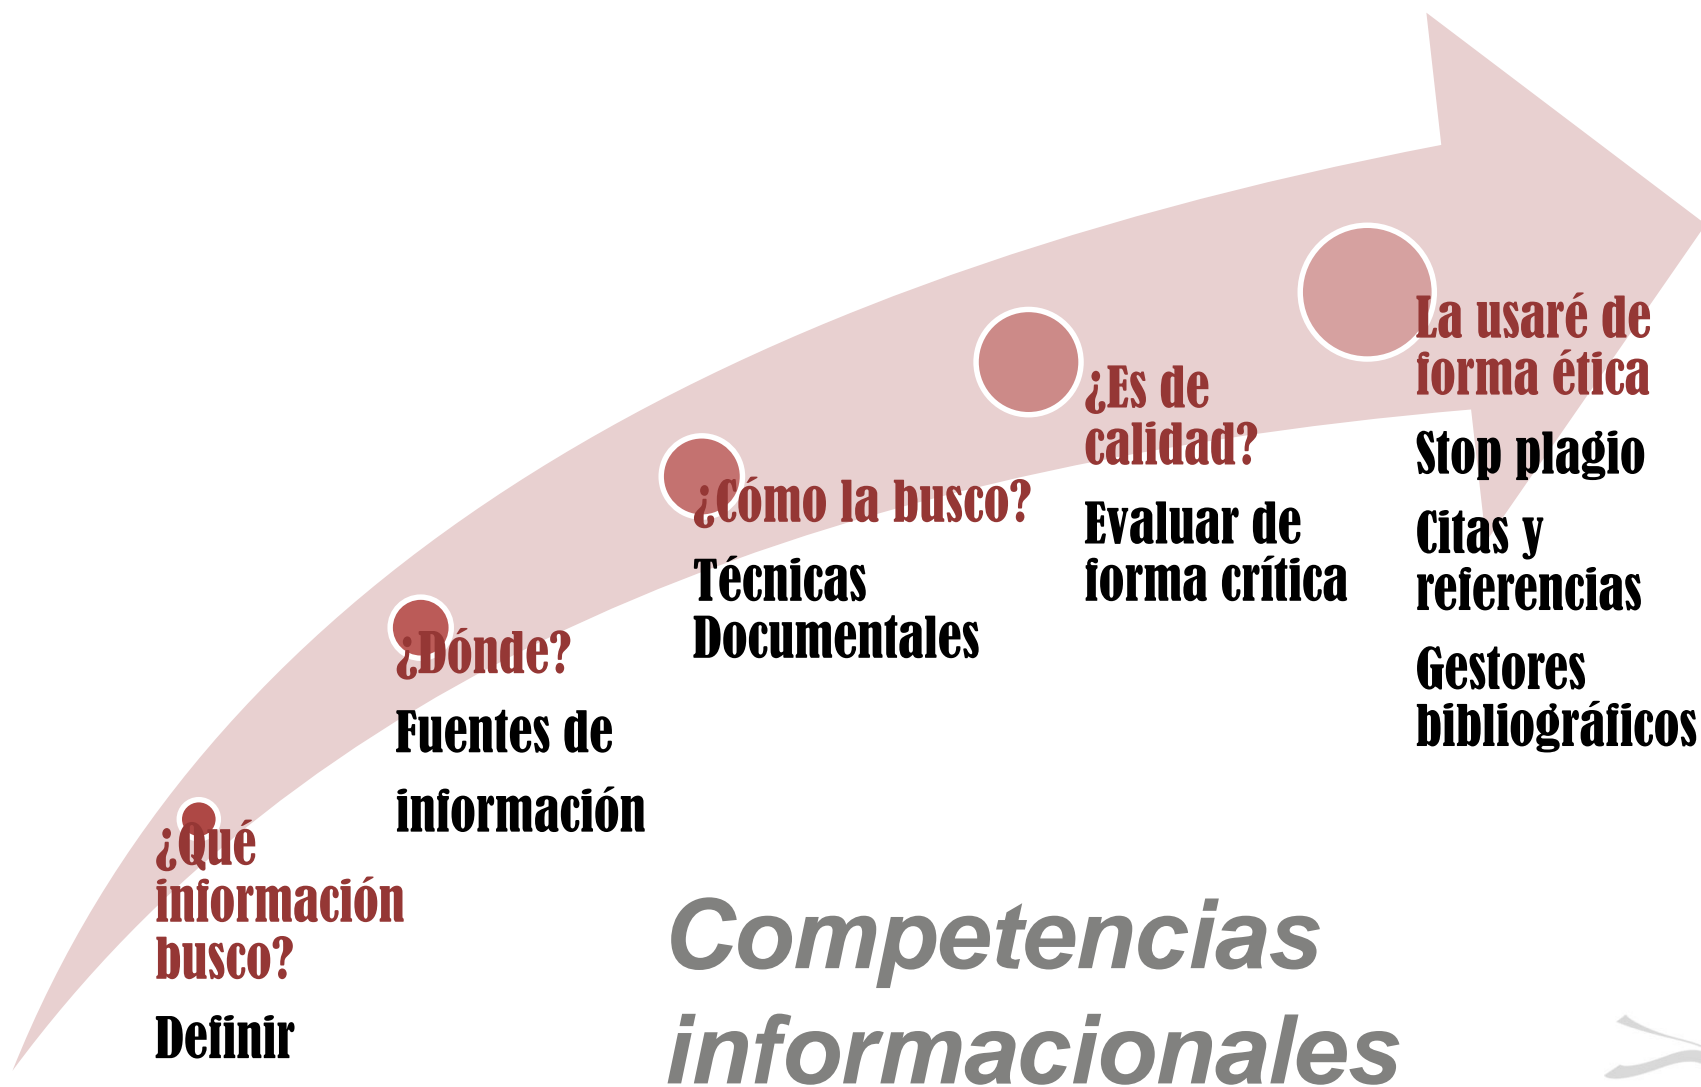 ¿Qué
información
busco?
Definir
¿Dónde?
Fuentes de
información
¿Cómo la busco?
Técnicas
Documentales
¿Es de
calidad?
Evaluar de
forma crítica
La usaré de
forma ética
Stop plagio
Citas y
referencias
Gestores
bibliográficos
Competencias
informacionales